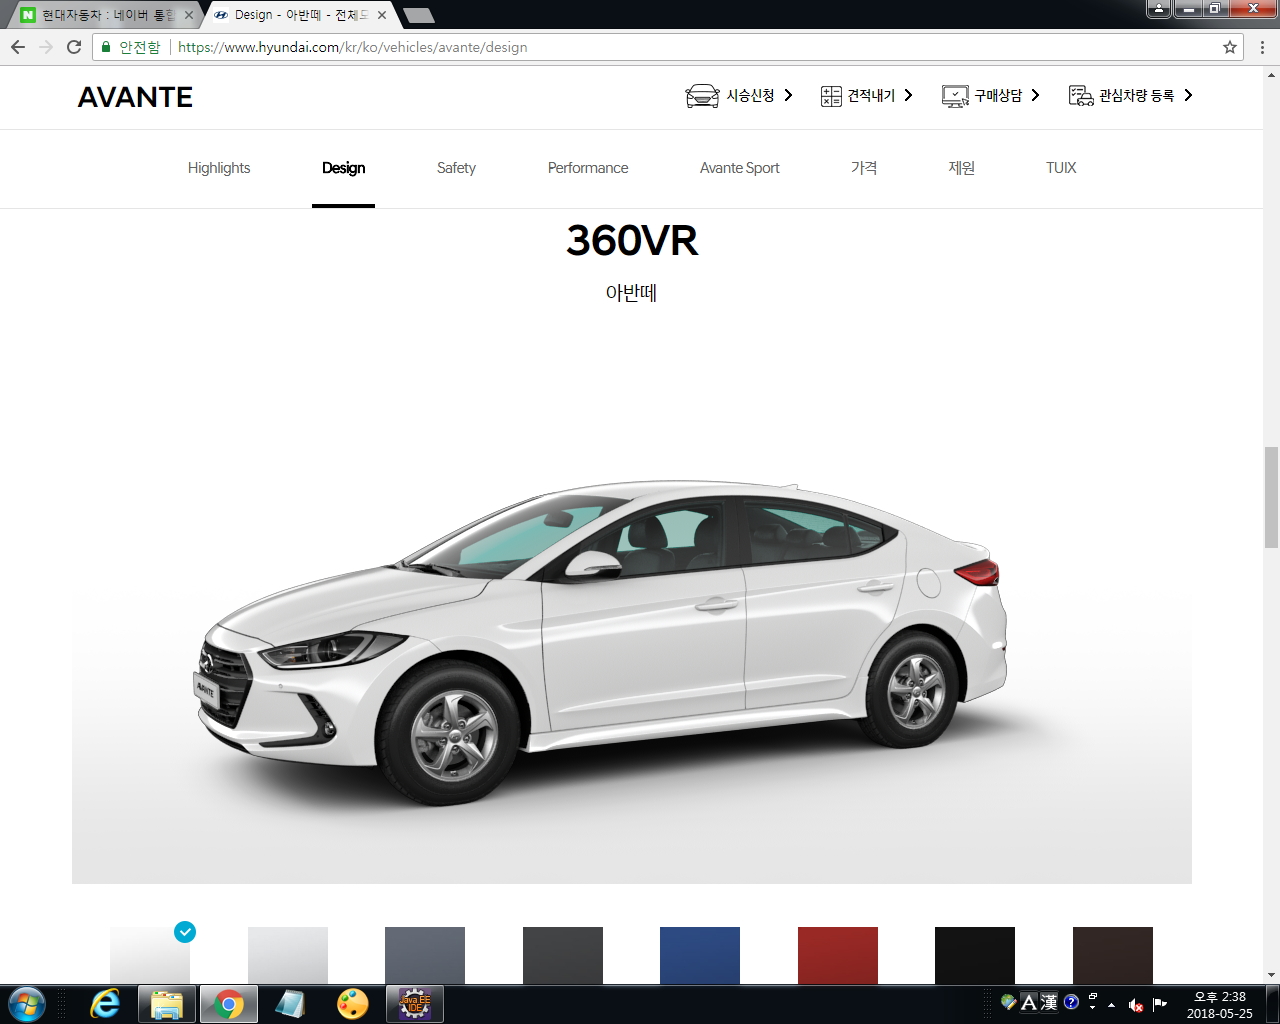 현대자동차 : 네이버 통합
Design - 아반떼 - 전체모
안전함
https://www.hyundai.com/kr/ko/vehicles/avante/design
AVANTE
시승신청
견적내기
구매상담
관심차량 등록
Highlights
Design
Safety
Performance
Avante Sport
가격
제원
TUIX
360VR
아반떼
AVANTE
Java EE
IDE
A 漢
오후 2:38
2018-05-25